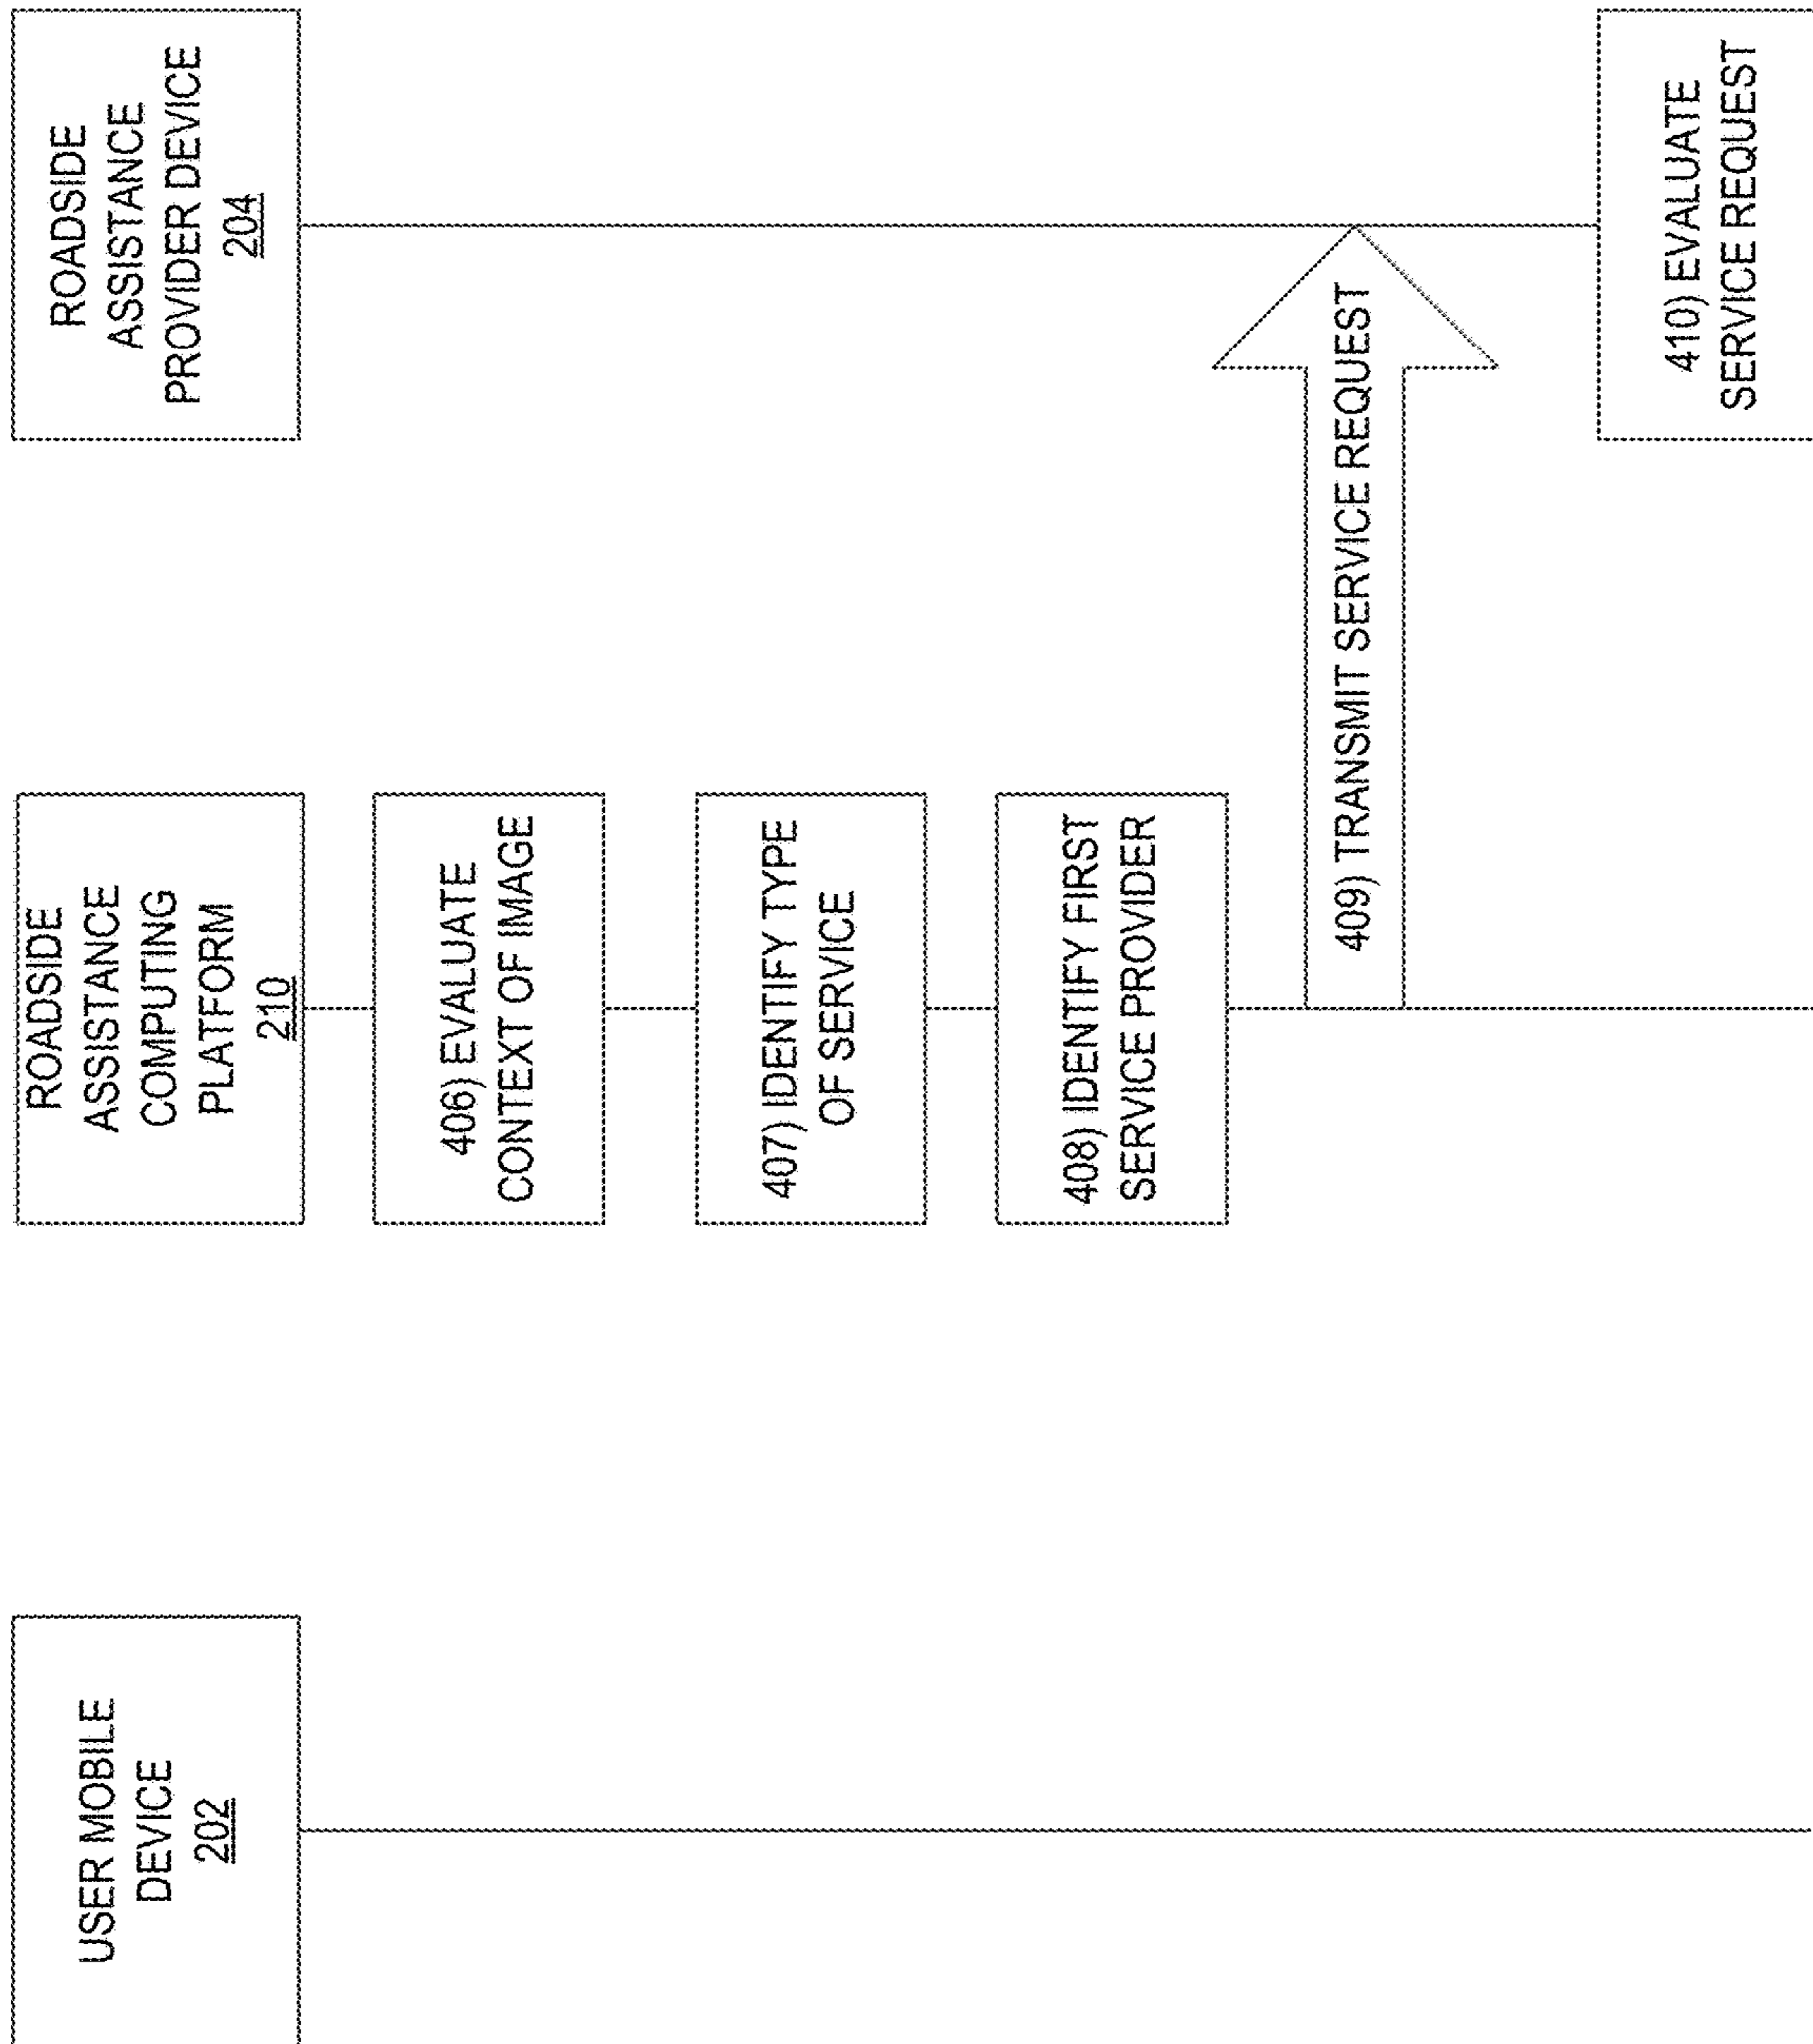 USER MOBILE
DEVICE
202
ROADSIDE
ASSISTANCE
COMPUTING
PLATFORM
210
ROADSIDE
ASSISTANCE
PROVIDER DEVICE
204
406) EVALUATE
CONTEXT OF IMAGE
407) IDENTIFY TYPE
OF SERVICE
408) IDENTIFY FIRST
SERVICE PROVIDER
409) TRANSMIT SERVICE REQUEST
410) EVALUATE
SERVICE REQUEST